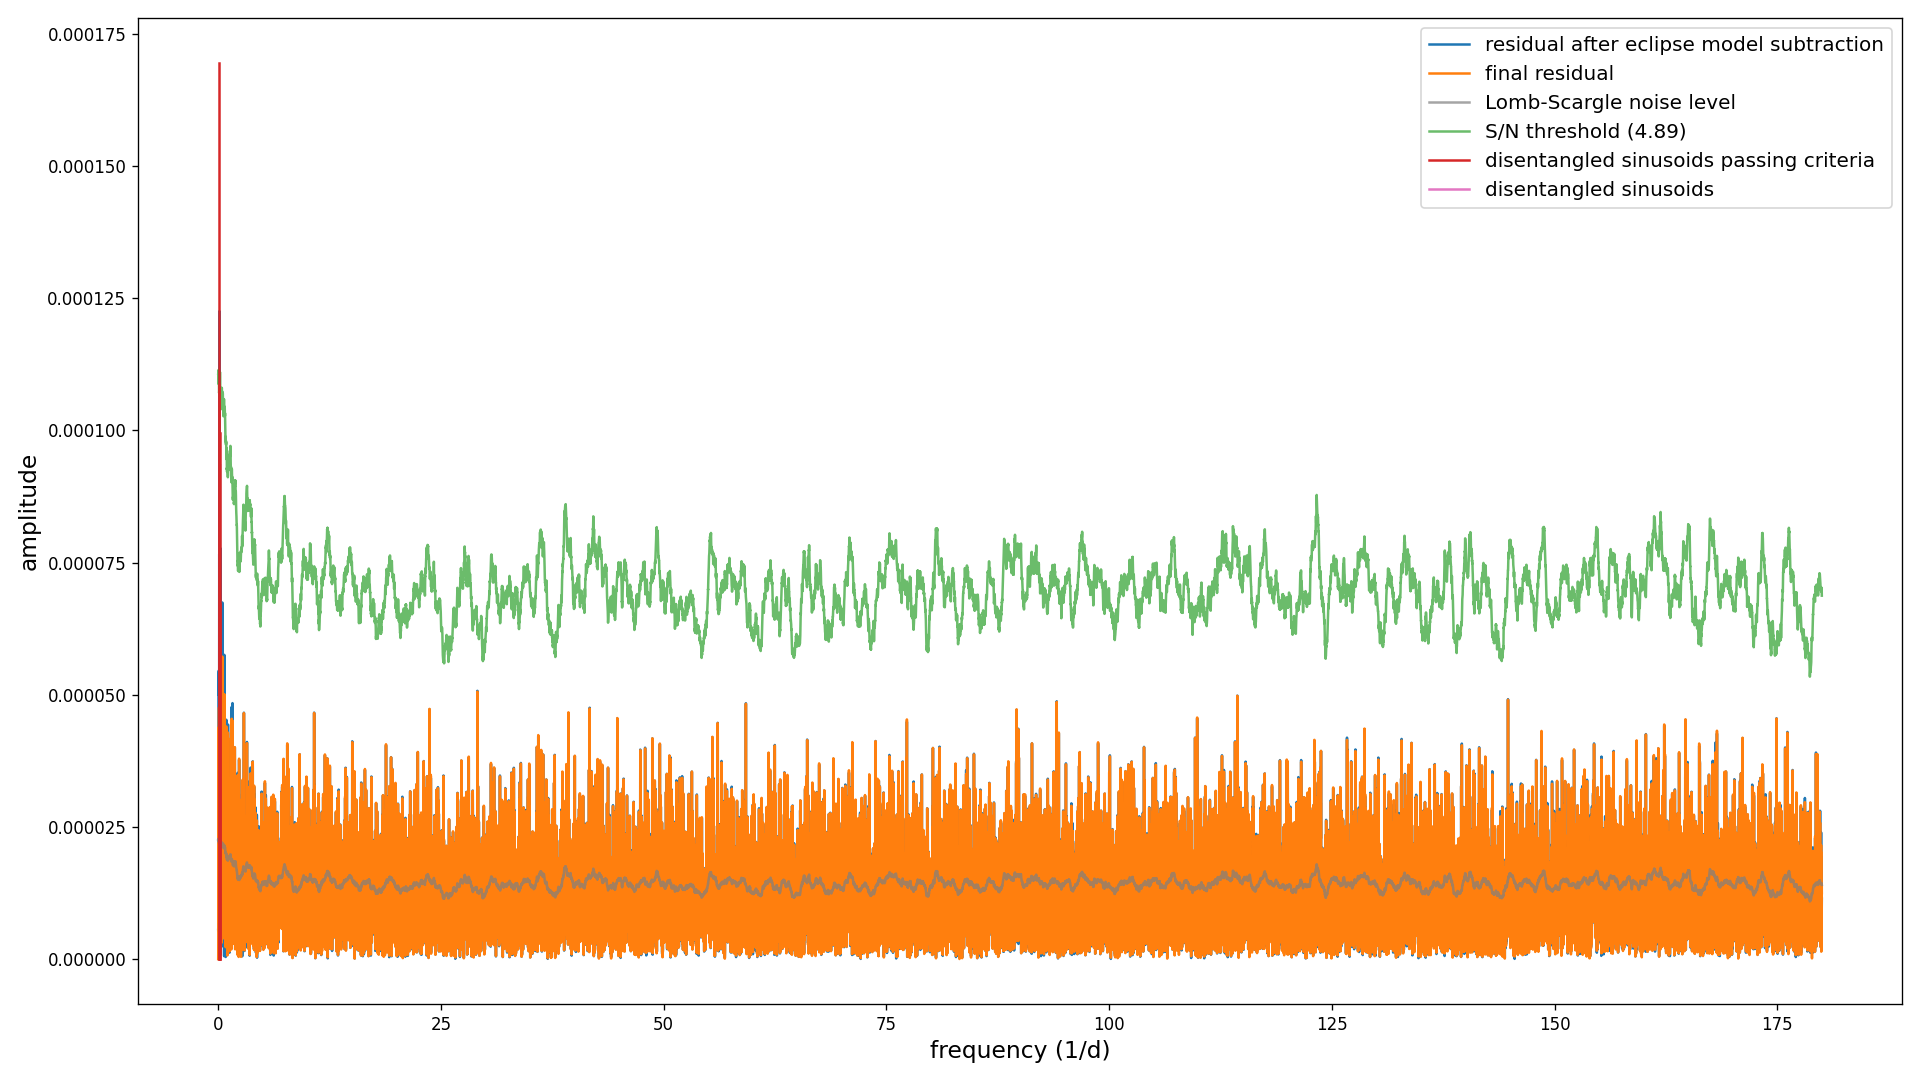 0.000175
0.000150
0.000125
0.000100
0.000075
0.000050
0.000025
0.000000
amplitude
residual after eclipse model subtraction
final residual
Lomb-Scargle noise level
S/N threshold (4.89)
disentangled sinusoids passing criteria
disentangled sinusoids
0 25 50 75 100 125 150 175
frequency (1/d)